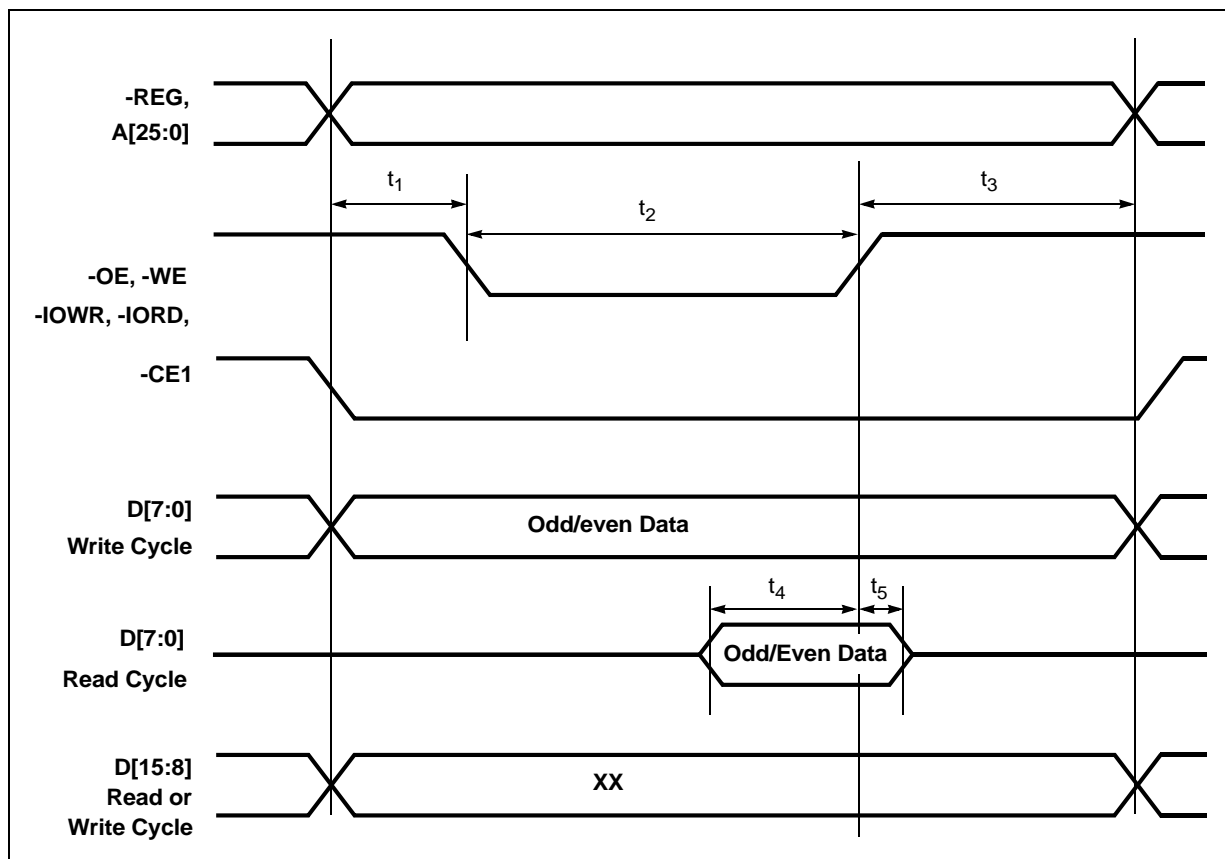 -REG,
A[25:0]
t1
t3
t2
-OE, -WE
-IOWR, -IORD,
-CE1
D[7:0]
Write Cycle
Odd/even Data
t4
t5
D[7:0]
Read Cycle
Odd/Even Data
D[15:8]
Read or
Write Cycle
XX